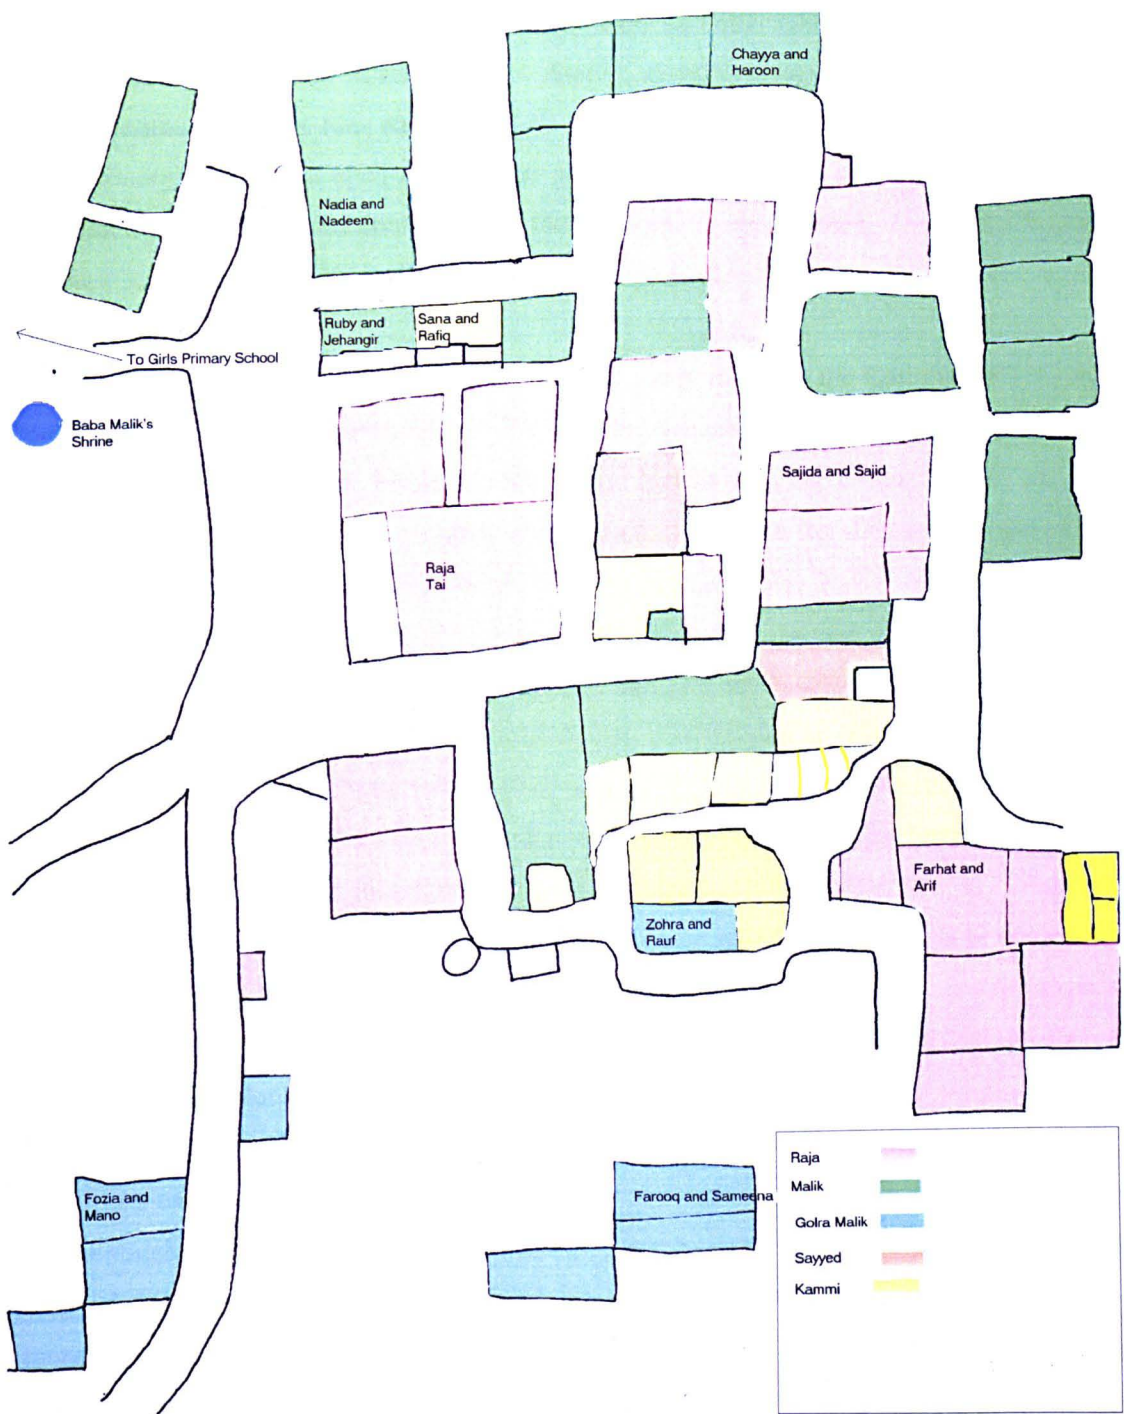 Chayya and
Haroon
Nadia and
Nadeem
Ruby and
Jehangir
Sana and
Rafiq
To Girls Primary School
Baba Malik's
Shrine
Sajida and Sajid
Raja
Tai
Farhat and
Arif
Zohra and
Rauf
Fozia and
Mano
Farooq and Sameena
Raja
Malik
Golra Malik
Sayyed
Kammi